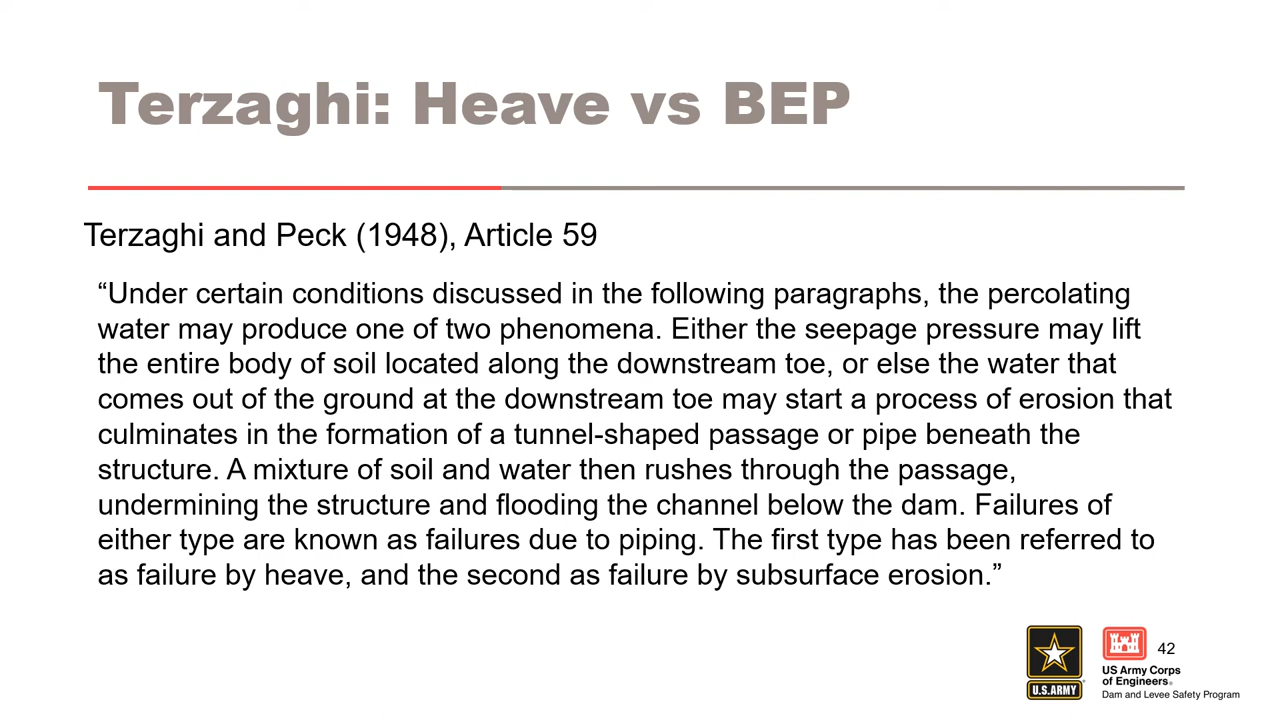 Terzaghi: Heave vs BEP
Terzaghi and Peck (1948), Article 59
“Under certain conditions discussed in the following paragraphs, the percolating
water may produce one of two phenomena. Either the seepage pressure may lift
the entire body of soil located along the downstream toe, or else the water that
comes out of the ground at the downstream toe may start a process of erosion that
culminates in the formation of a tunnel-shaped passage or pipe beneath the
structure. A mixture of soil and water then rushes through the passage,
undermining the structure and flooding the channel below the dam. Failures of
either type are known as failures due to piping. The first type has been referred to
as failure by heave, and the second as failure by subsurface erosion.”
U.S.ARMY
42
US Army Corps
of Engineers®
Dam and Levee Safety Program